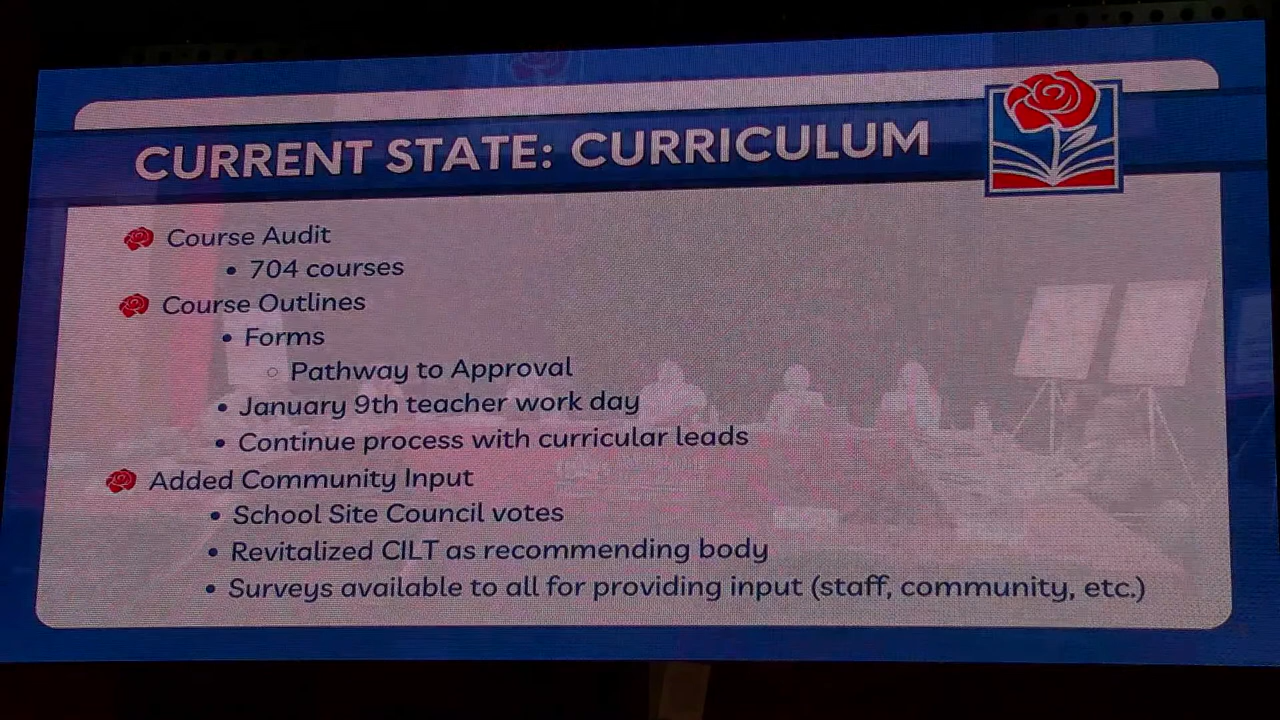 CURRENT STATE: CURRICULUM
Course Audit
• 704 courses
Course Outlines
• Forms
○ Pathway to Approval
• January 9th teacher work day
• Continue process with curricular leads
Added Community Input
• School Site Council votes
• Revitalized CILT as recommending body
• Surveys available to all for providing input (staff, community, etc.)